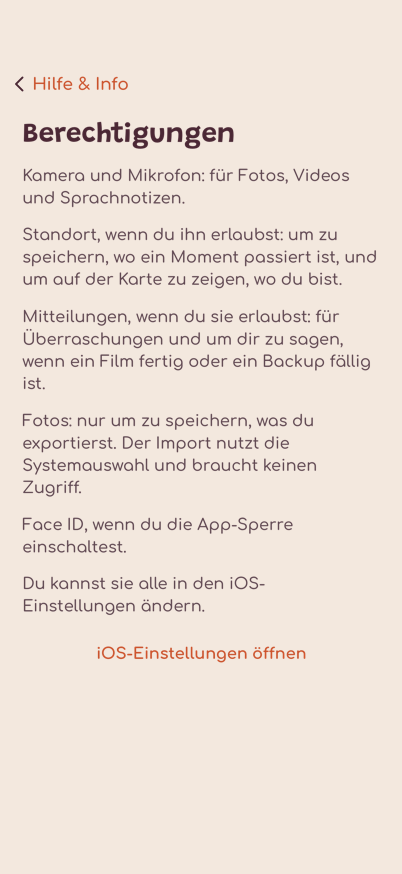 Hilfe & Info
Berechtigungen
Kamera und Mikrofon: für Fotos, Videos
und Sprachnotizen.
Standort, wenn du ihn erlaubst: um zu
speichern, wo ein Moment passiert ist, und
um auf der Karte zu zeigen, wo du bist.
Mitteilungen, wenn du sie erlaubst: für
Überraschungen und um dir zu sagen,
wenn ein Film fertig oder ein Backup fällig
ist.
Fotos: nur um zu speichern, was du
exportierst. Der Import nutzt die
Systemauswahl und braucht keinen
Zugriff.
Face ID, wenn du die App-Sperre
einschaltest.
Du kannst sie alle in den iOS-
Einstellungen ändern.
iOS-Einstellungen öffnen